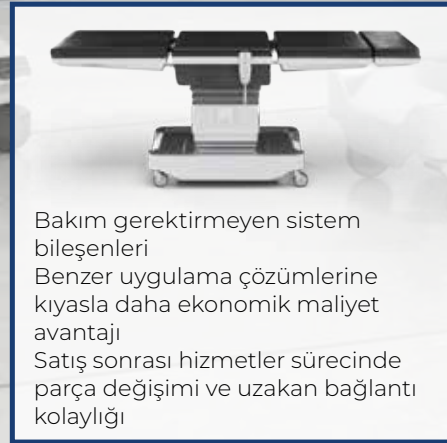 Bakım gerektirmeyen sistem
bileşenleri
Benzer uygulama çözümlerine
kıyasla daha ekonomik maliyet
avantajı
Satış sonrası hizmetler sürecinde
parça değişimi ve uzakan bağlantı
kolaylığı